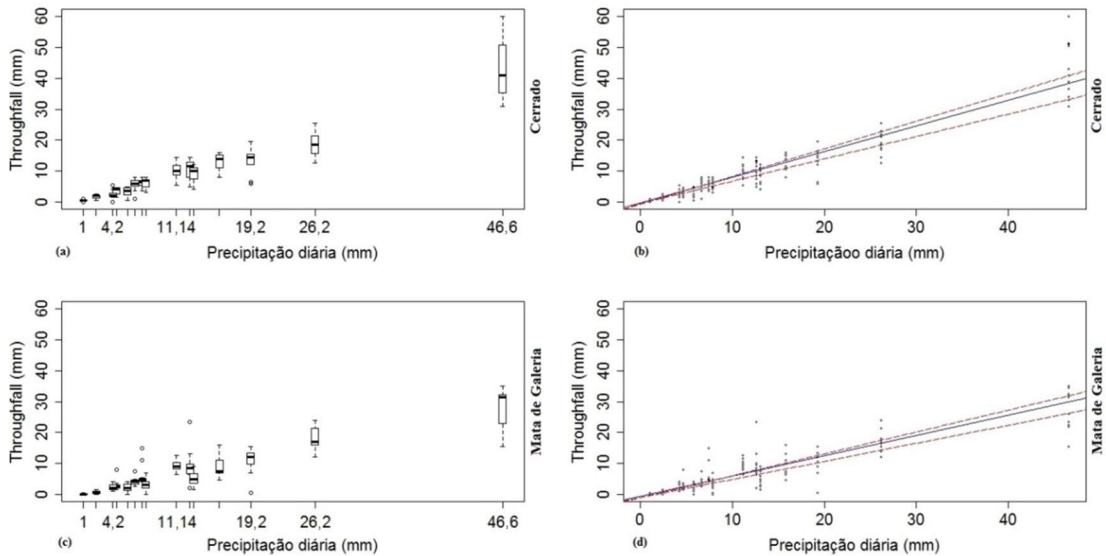 60
50
40
30
20
10
0
Throughfall (mm)
1 4,2 11,14 19,2 26,2 46,6
Precipitação diária (mm)
(a)
Cerrado
60
50
40
30
20
10
0
Throughfall (mm)
0 10 20 30 40
Precipitaçãoo diária (mm)
(b)
Cerrado
60
50
40
30
20
10
0
Throughfall (mm)
1 4,2 11,14 19,2 26,2 46,6
Precipitação diária (mm)
(c)
Mata de Galeria
60
50
40
30
20
10
0
Throughfall (mm)
0 10 20 30 40
Precipitação diária (mm)
(d)
Mata de Galeria